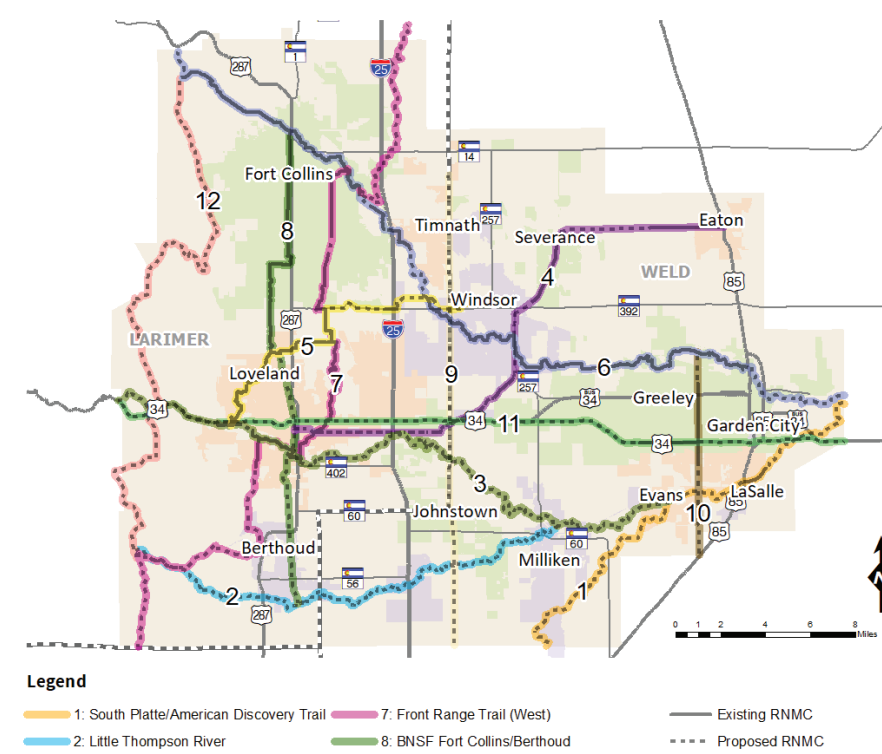 287
1
25
12
Fort Collins
14
8
Timnath
257
Severance
Eaton
4
WELD
85
287
Windsor
392
LARIMER
25
5
Loveland
7
9
257
6
34
Greeley
34
34
11
Garden City
34
402
3
Evans
LaSalle
85
60
Johnstown
10
85
Berthoud
60
Milliken
56
2
287
1
N
0 1 2 4 6 8
Miles
Legend
1: South Platte/American Discovery Trail
7: Front Range Trail (West)
Existing RNMC
2: Little Thompson River
8: BNSF Fort Collins/Berthoud
Proposed RNMC